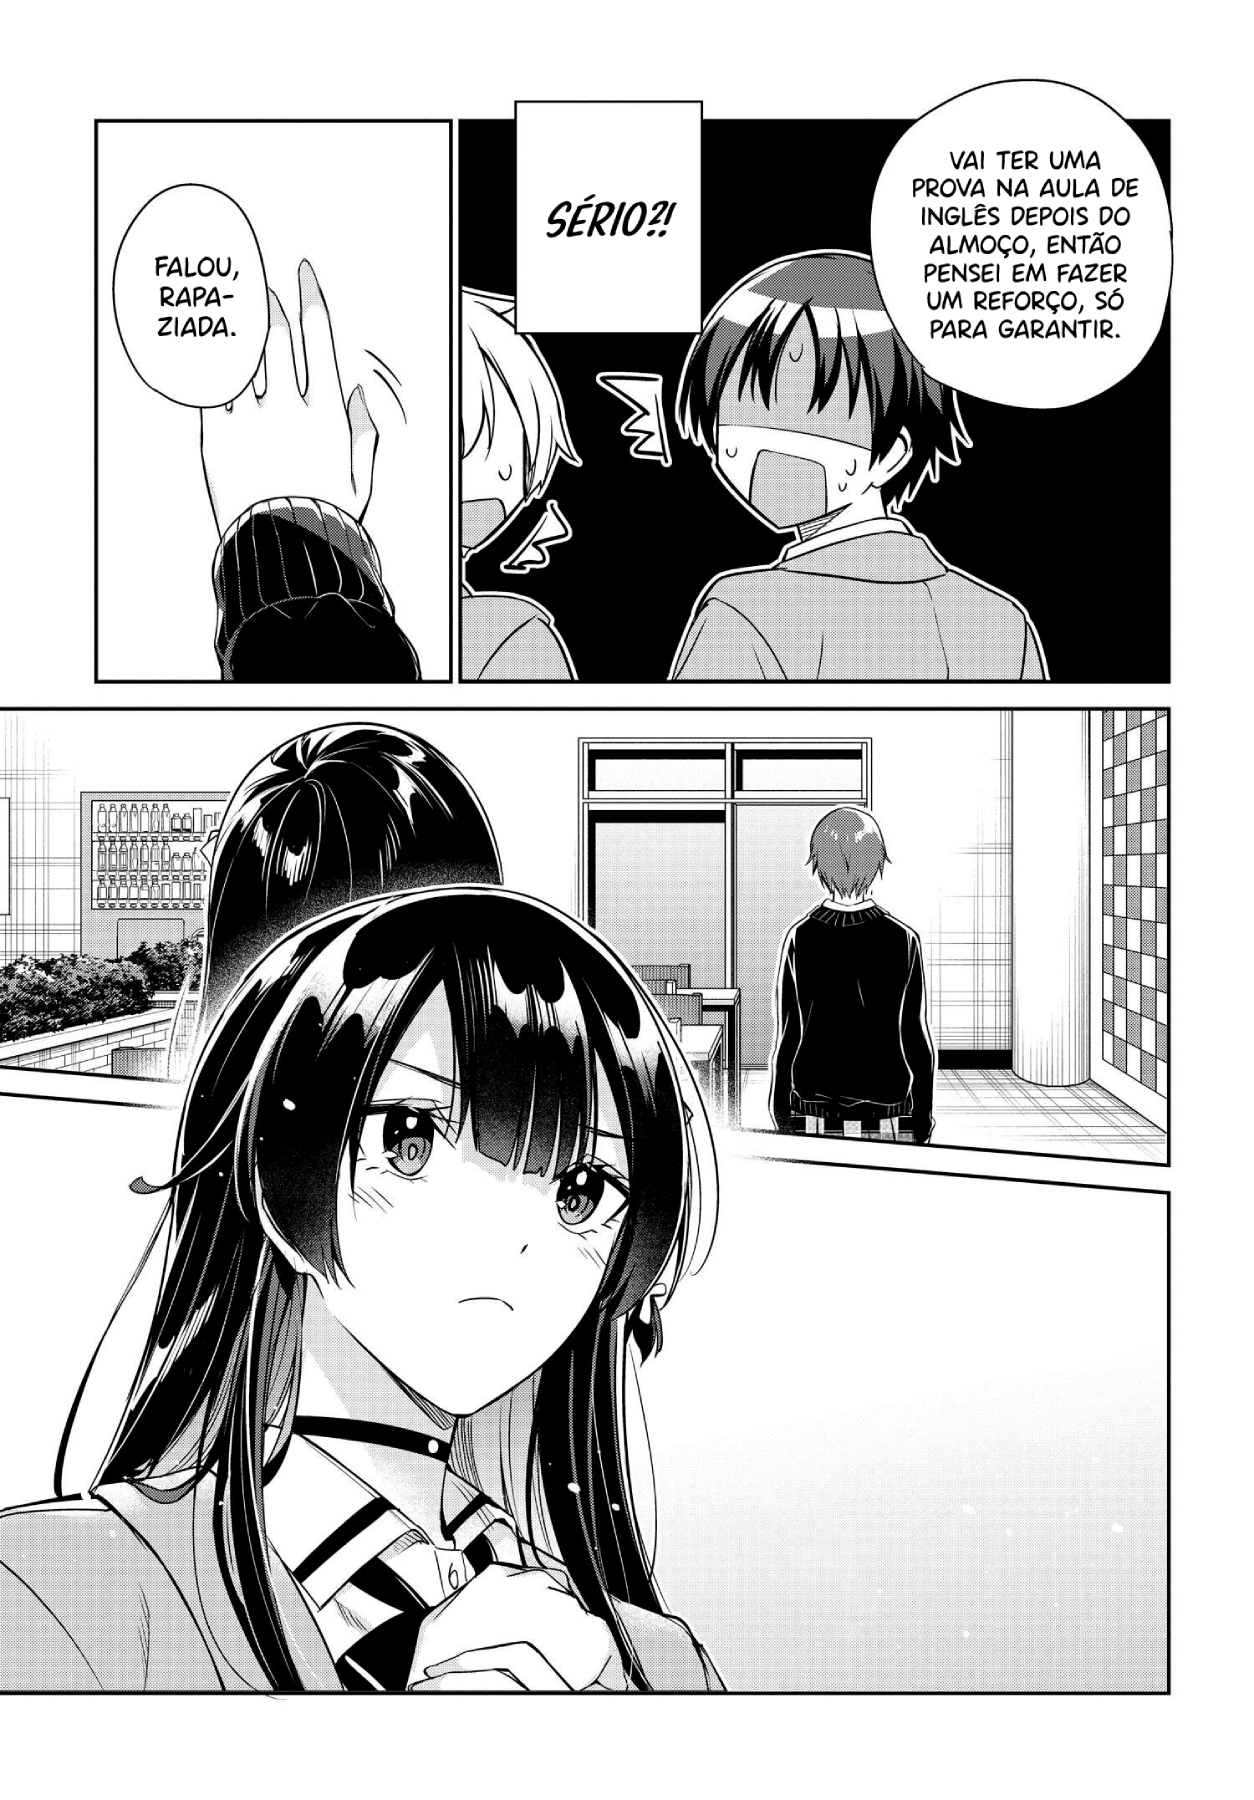 VAI TER UMA
PROVA NA AULA DE
INGLÊS DEPOIS DO
ALMOÇO, ENTÃO
PENSEI EM FAZER
UM REFORÇO, SÓ
PARA GARANTIR.
SÉRIO?!
FALOU,
RAPA-
ZIADA.